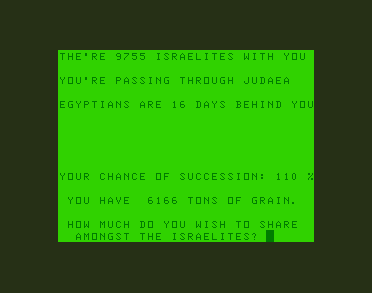 THE'RE 9755 ISRAELITES WITH YOU
YOU'RE PASSING THROUGH JUDAEA
EGYPTIANS ARE 16 DAYS BEHIND YOU
YOUR CHANCE OF SUCCESSION: 110 %
YOU HAVE 6166 TONS OF GRAIN.
HOW MUCH DO YOU WISH TO SHARE
AMONGST THE ISRAELITES?